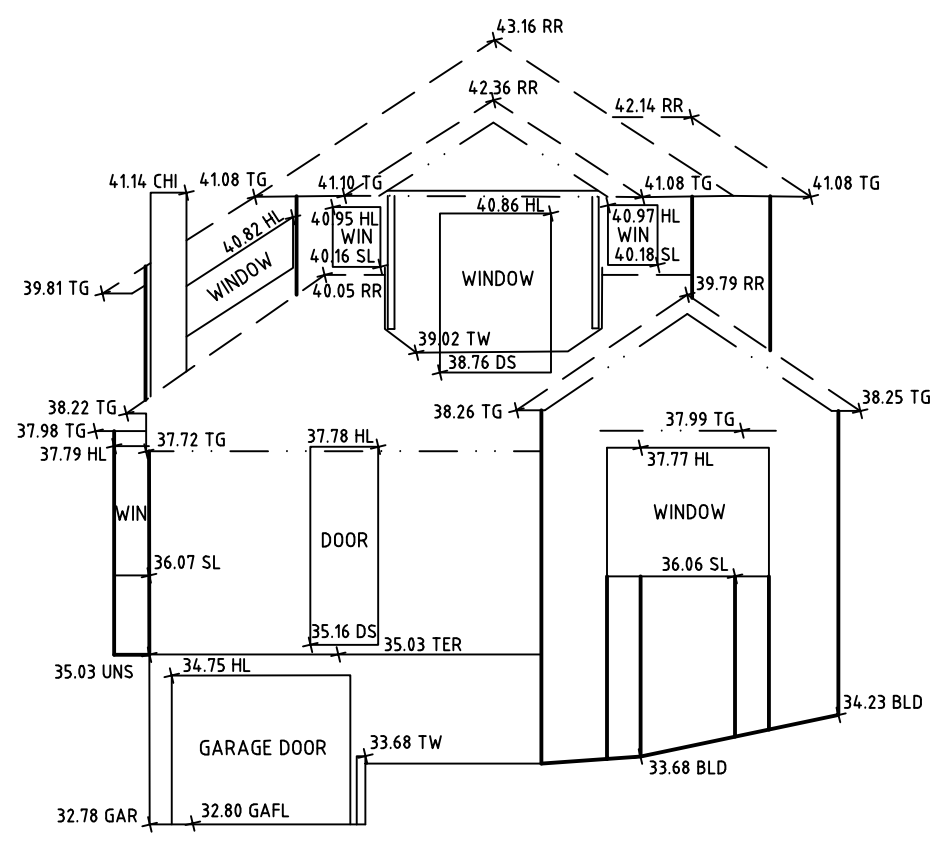 43.16 RR
42.36 RR
42.14 RR
41.14 CHI
41.08 TG
41.10 TG
41.08 TG
41.08 TG
40.86 HL
40.95 HL
40.97 HL
40.82 HL
WIN
WIN
40.16 SL
40.18 SL
WINDOW
WINDOW
39.81 TG
40.05 RR
39.79 RR
39.02 TW
38.76 DS
38.22 TG
38.26 TG
38.25 TG
37.98 TG
37.99 TG
37.79 HL
37.72 TG
37.78 HL
37.77 HL
WIN
DOOR
WINDOW
36.07 SL
36.06 SL
35.16 DS
35.03 TER
35.03 UNS
34.75 HL
34.23 BLD
GARAGE DOOR
33.68 TW
33.68 BLD
32.78 GAR
32.80 GAFL